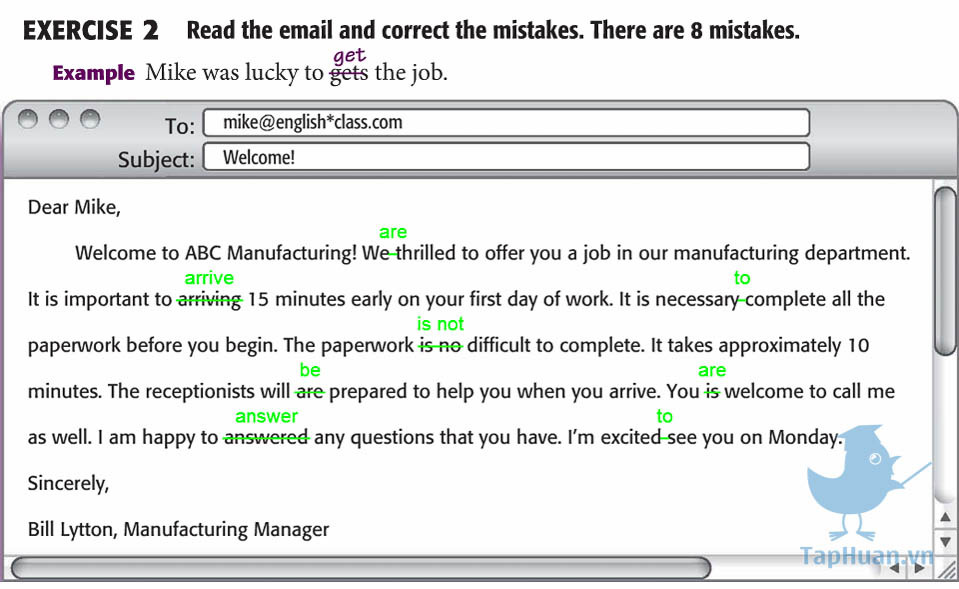 EXERCISE 2 Read the email and correct the mistakes. There are 8 mistakes.
get
Example Mike was lucky to gets the job.
To: mike@english*class.com
Subject: Welcome!
Dear Mike,
are
Welcome to ABC Manufacturing! We thrilled to offer you a job in our manufacturing department.
arrive to
It is important to arriving 15 minutes early on your first day of work. It is necessary complete all the
is not
paperwork before you begin. The paperwork is no difficult to complete. It takes approximately 10
be are
minutes. The receptionists will are prepared to help you when you arrive. You is welcome to call me
answer to
as well. I am happy to answered any questions that you have. I'm excited see you on Monday.
Sincerely,
Bill Lytton, Manufacturing Manager
TapHuan.vn